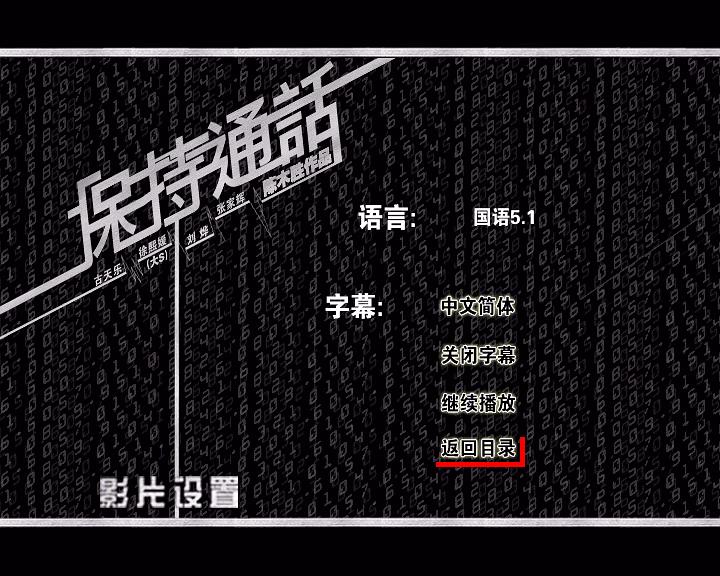 保持通話
陈木胜作品
古天乐
徐熙媛
(大S)
刘烨
张家辉
语言:
国语5.1
字幕:
中文简体
关闭字幕
继续播放
返回目录
影片设置